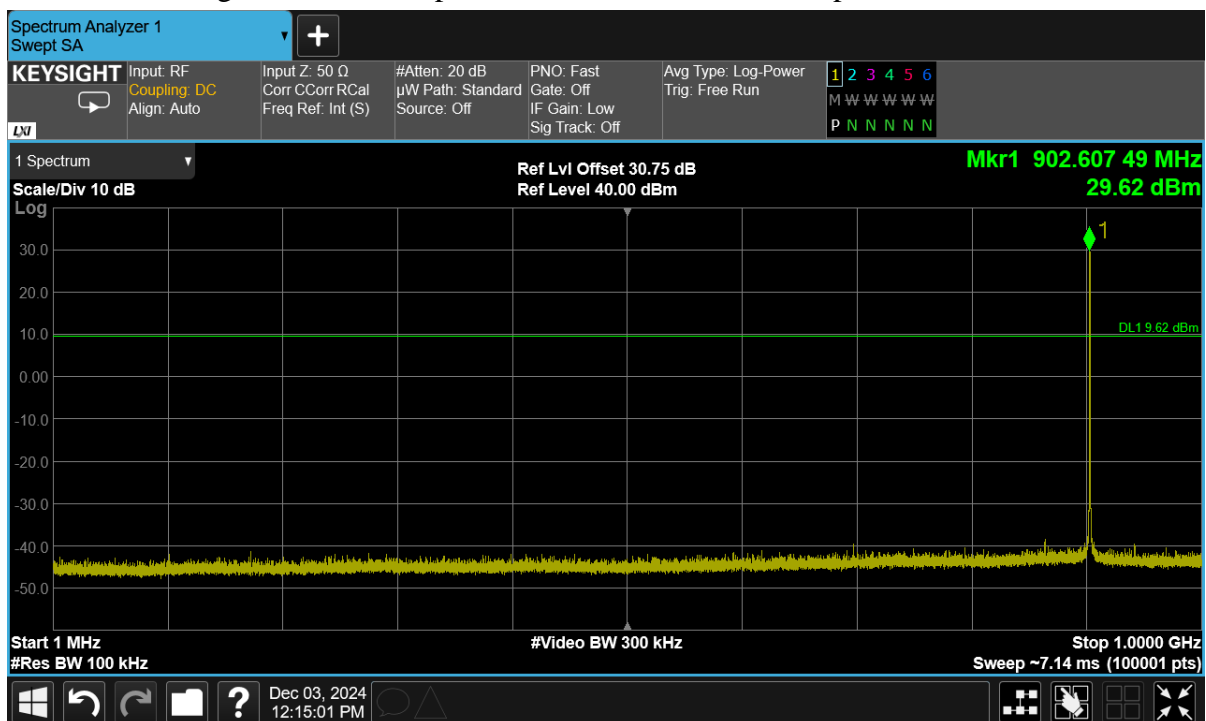 Spectrum Analyzer 1
Swept SA
+
KEYSIGHT
LXI
Input: RF
Coupling: DC
Align: Auto
Input Z: 50 Ω
Corr CCorr RCal
Freq Ref: Int (S)
#Atten: 20 dB
µW Path: Standard
Source: Off
PNO: Fast
Gate: Off
IF Gain: Low
Sig Track: Off
Avg Type: Log-Power
Trig: Free Run
1 2 3 4 5 6
M W W W W W
P N N N N N
1 Spectrum
Scale/Div 10 dB
Ref Lvl Offset 30.75 dB
Ref Level 40.00 dBm
Mkr1 902.607 49 MHz
29.62 dBm
Log
1
30.0
20.0
10.0
DL1 9.62 dBm
0.00
-10.0
-20.0
-30.0
-40.0
-50.0
Start 1 MHz
#Video BW 300 kHz
Stop 1.0000 GHz
#Res BW 100 kHz
Sweep ~7.14 ms (100001 pts)
?
Dec 03, 2024
12:15:01 PM